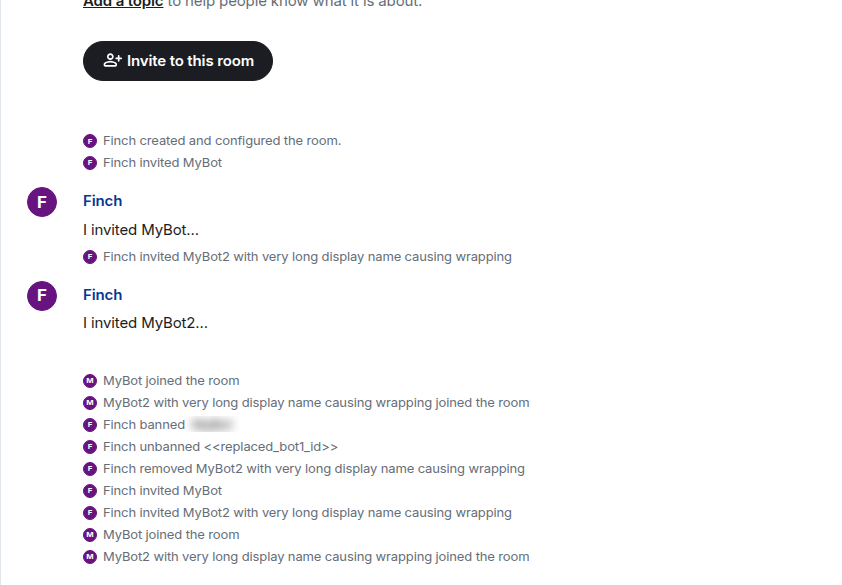 Add a topic to help people know what it is about.
Invite to this room
F Finch created and configured the room.
F Finch invited MyBot
F Finch
I invited MyBot...
F Finch invited MyBot2 with very long display name causing wrapping
F Finch
I invited MyBot2...
M MyBot joined the room
M MyBot2 with very long display name causing wrapping joined the room
F Finch banned
F Finch unbanned <<replaced_bot1_id>>
F Finch removed MyBot2 with very long display name causing wrapping
F Finch invited MyBot
F Finch invited MyBot2 with very long display name causing wrapping
M MyBot joined the room
M MyBot2 with very long display name causing wrapping joined the room